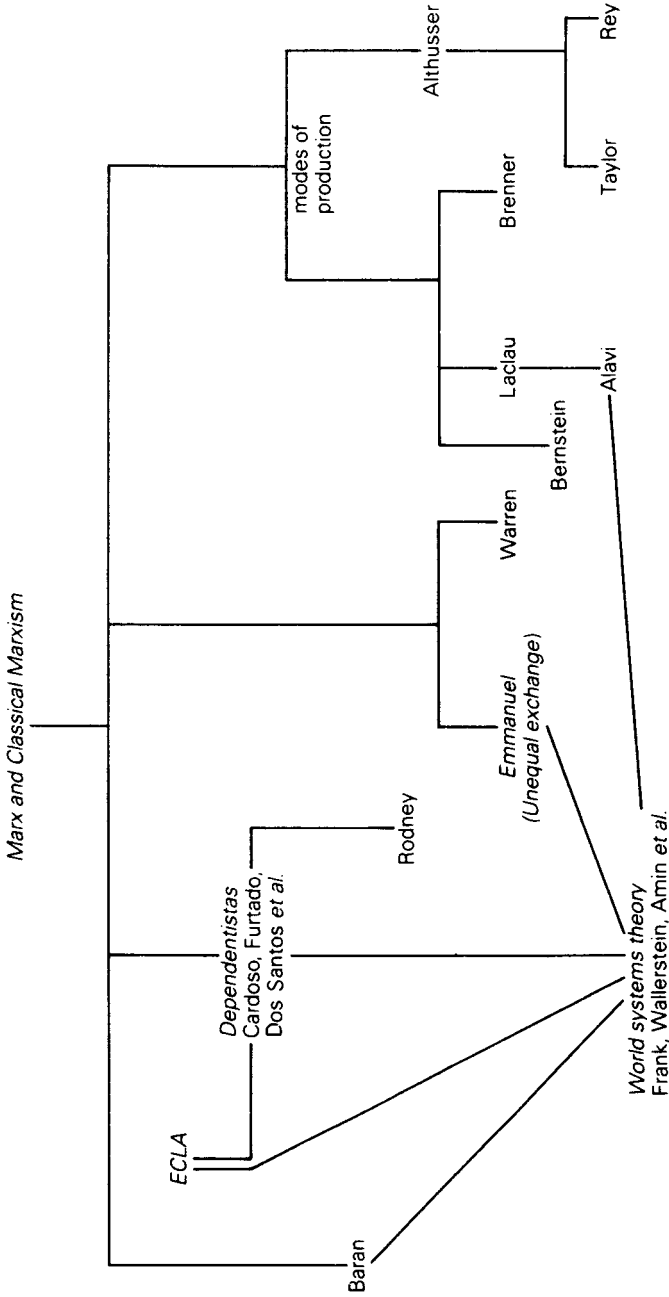 Marx and Classical Marxism
ECLA
Dependentistas
Cardoso, Furtado,
Dos Santos et al.
modes of
production
Baran
Rodney
Althusser
Emmanuel
(Unequal exchange)
Warren
Bernstein
Laclau
Brenner
Alavi
Taylor
Rey
World systems theory
Frank, Wallerstein, Amin et al.